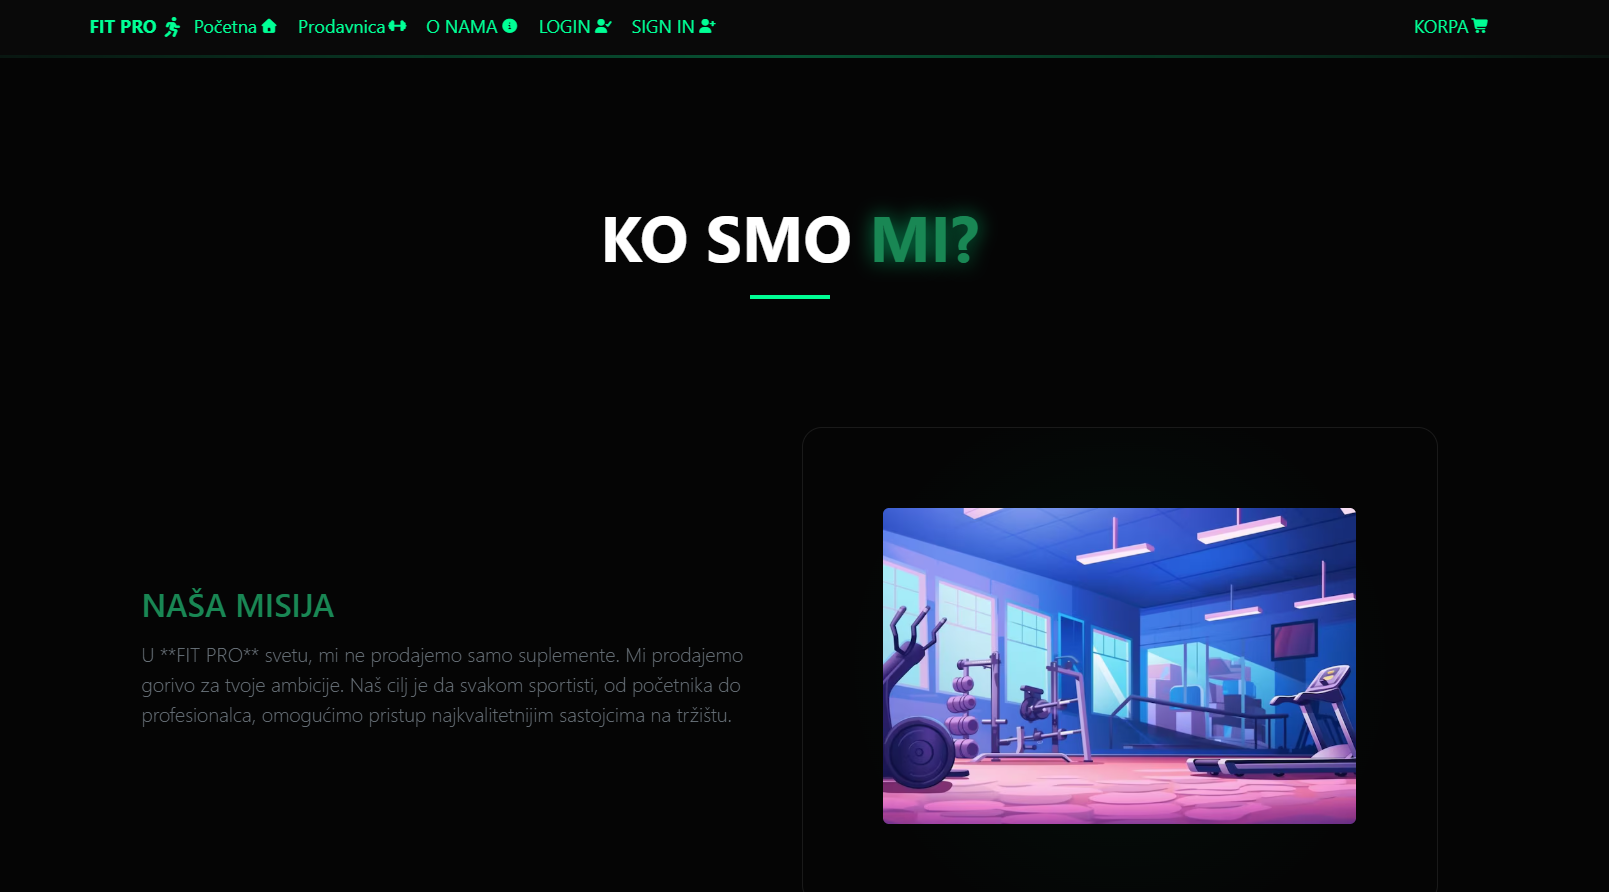 FIT PRO Početna Prodavnica O NAMA LOGIN SIGN IN KORPA
KO SMO MI?
NAŠA MISIJA
U **FIT PRO** svetu, mi ne prodajemo samo suplemente. Mi prodajemo
gorivo za tvoje ambicije. Naš cilj je da svakom sportisti, od početnika do
profesionalca, omogućimo pristup najkvalitetnijim sastojcima na tržištu.